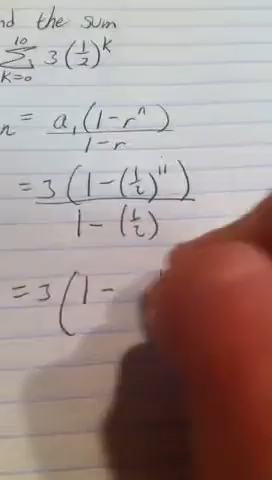 nd the sum
10
∑ 3(1/2)^k
k=0
n = a₁(1-rⁿ) / 1-r
= 3(1-(1/2)^11) / 1-(1/2)
= 3(1-